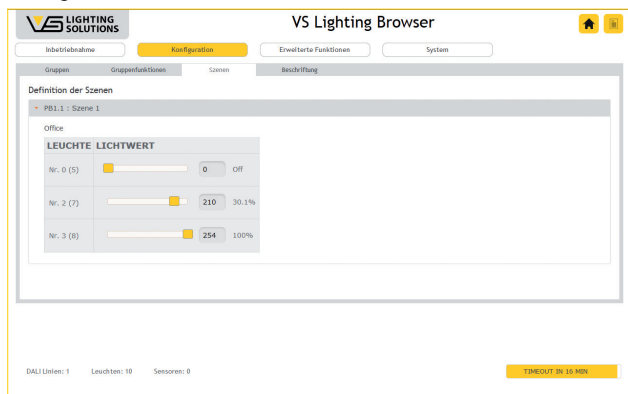 VS LIGHTING SOLUTIONS
VS Lighting Browser
Inbetriebnahme Konfiguration Erweiterte Funktionen System
Gruppen Gruppenfunktionen Szenen Beschriftung
Definition der Szenen
PB1.1 : Szene 1
Office
LEUCHTE LICHTWERT
Nr. 0 (5) 0 Off
Nr. 2 (7) 210 30.1%
Nr. 3 (8) 254 100%
DALI Linien: 1 Leuchten: 10 Sensoren: 0 TIMEOUT IN 16 MIN